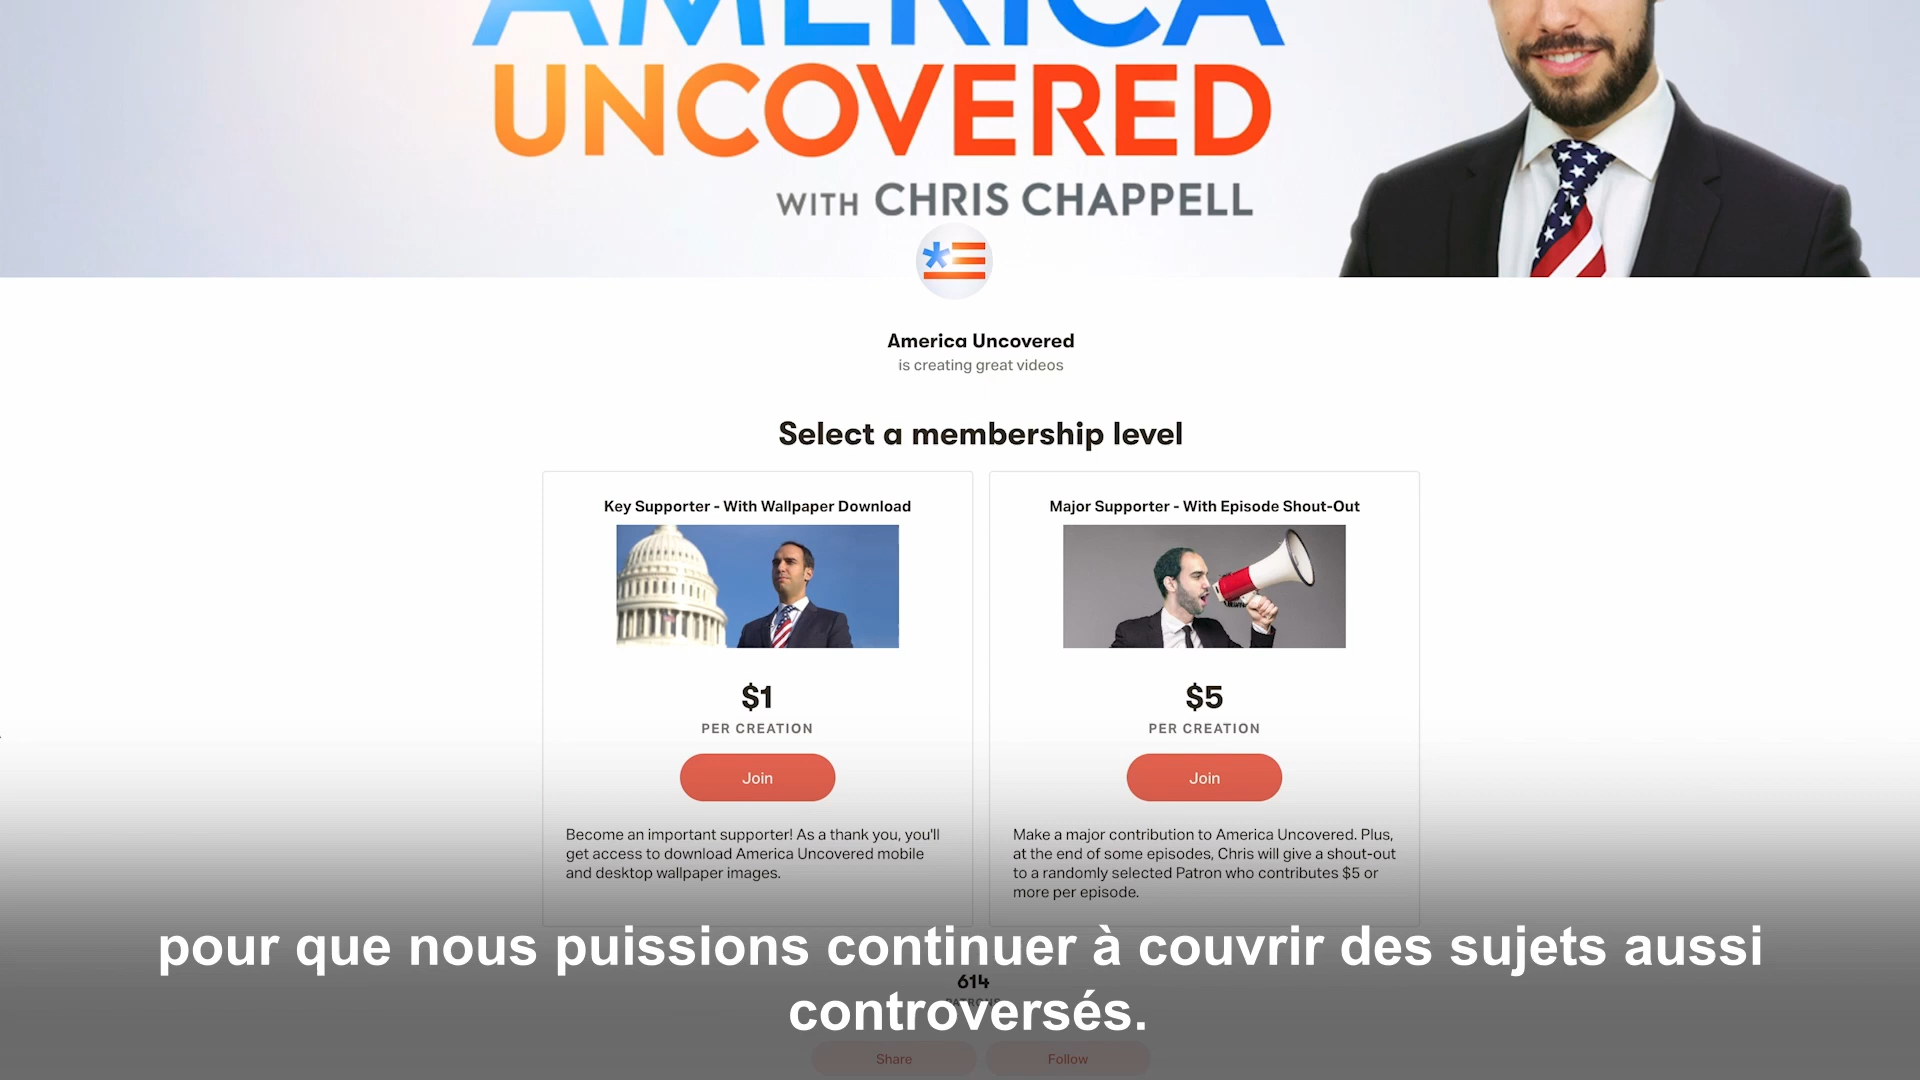 AMERICA
UNCOVERED
WITH CHRIS CHAPPELL
America Uncovered
is creating great videos
Select a membership level
Key Supporter - With Wallpaper Download
$1
PER CREATION
Join
Become an important supporter! As a thank you, you'll
get access to download America Uncovered mobile
and desktop wallpaper images.
Major Supporter - With Episode Shout-Out
$5
PER CREATION
Join
Make a major contribution to America Uncovered. Plus,
at the end of some episodes, Chris will give a shout-out
to a randomly selected Patron who contributes $5 or
more per episode.
pour que nous puissions continuer à couvrir des sujets aussi
controversés.
614
PATRONS
Share
Follow